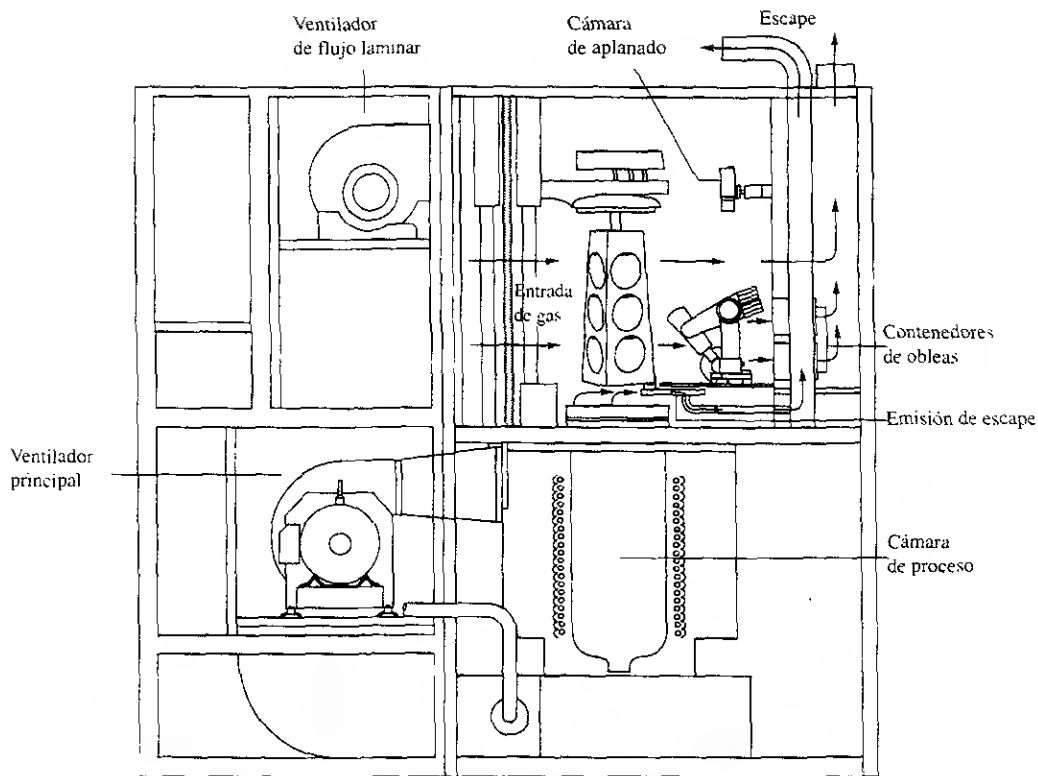 Ventilador
de flujo laminar
Cámara
de aplanado
Escape
Entrada
de gas
Contenedores
de obleas
Emisión de escape
Ventilador
principal
Cámara
de proceso